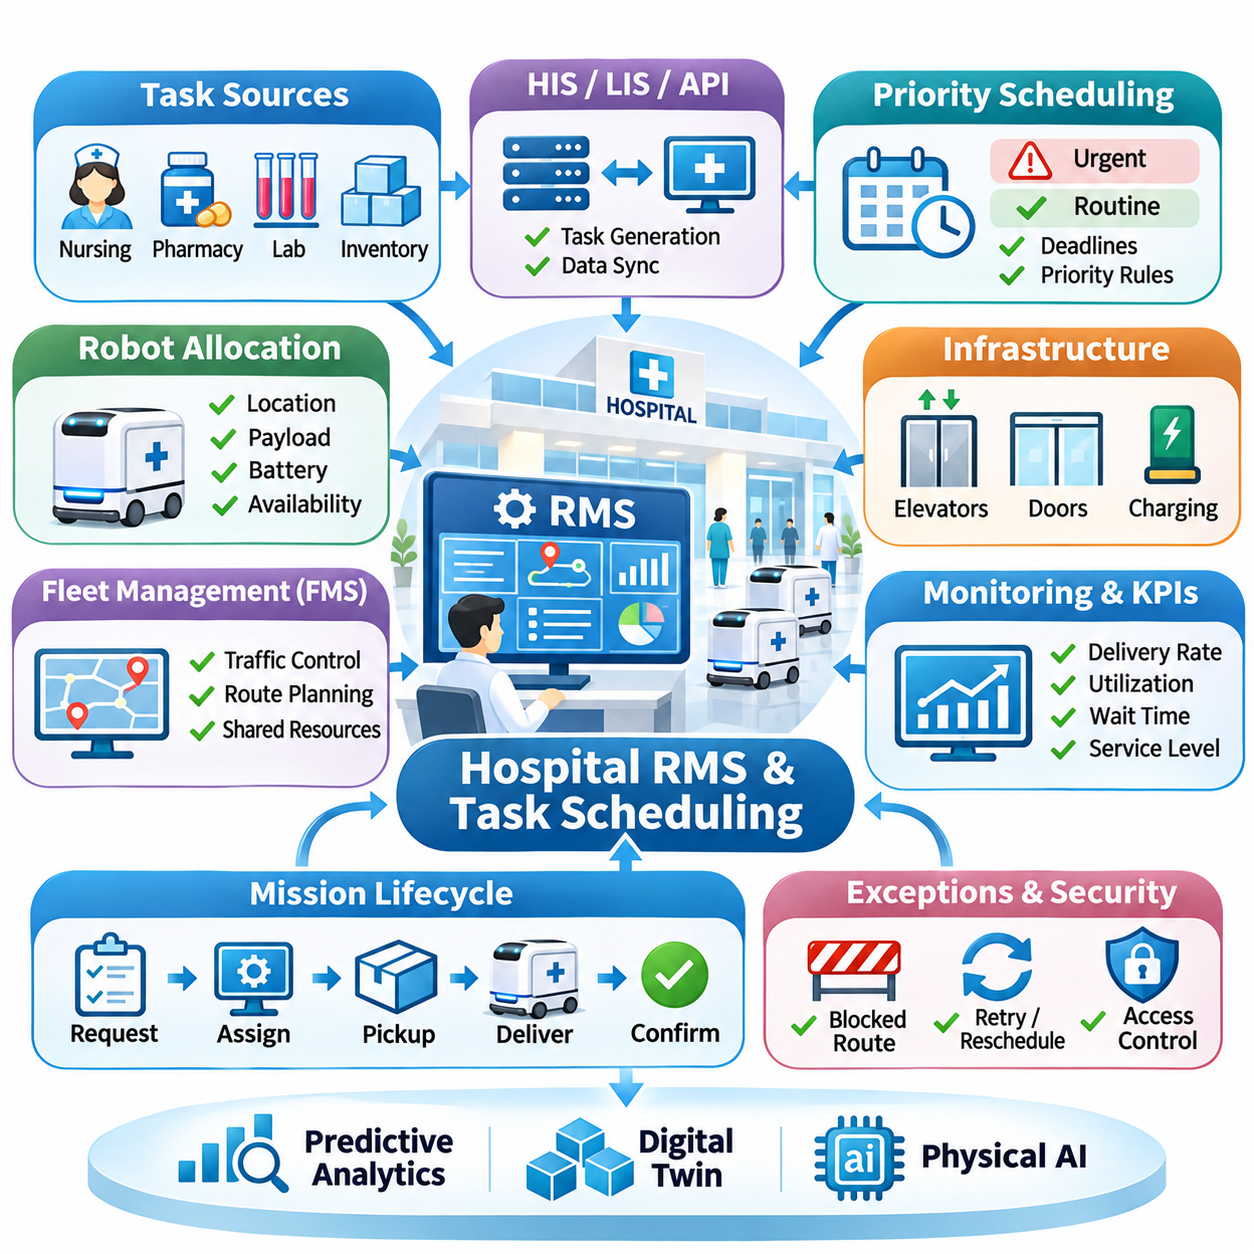 Task Sources
Nursing
Pharmacy
Lab
Inventory
HIS / LIS / API
Task Generation
Data Sync
Priority Scheduling
Urgent
Routine
Deadlines
Priority Rules
Robot Allocation
Location
Payload
Battery
Availability
HOSPITAL
RMS
Infrastructure
Elevators
Doors
Charging
Fleet Management (FMS)
Traffic Control
Route Planning
Shared Resources
Monitoring & KPIs
Delivery Rate
Utilization
Wait Time
Service Level
Hospital RMS &
Task Scheduling
Mission Lifecycle
Request
Assign
Pickup
Deliver
Confirm
Exceptions & Security
Blocked
Route
Retry /
Reschedule
Access
Control
Predictive
Analytics
Digital
Twin
ai
Physical AI